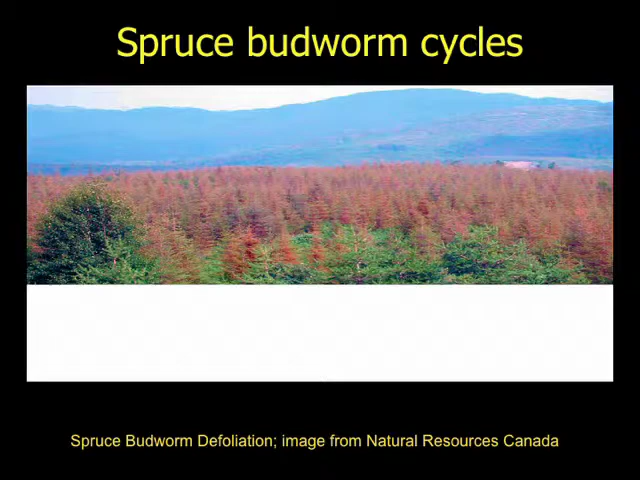 Spruce budworm cycles
Spruce Budworm Defoliation; image from Natural Resources Canada